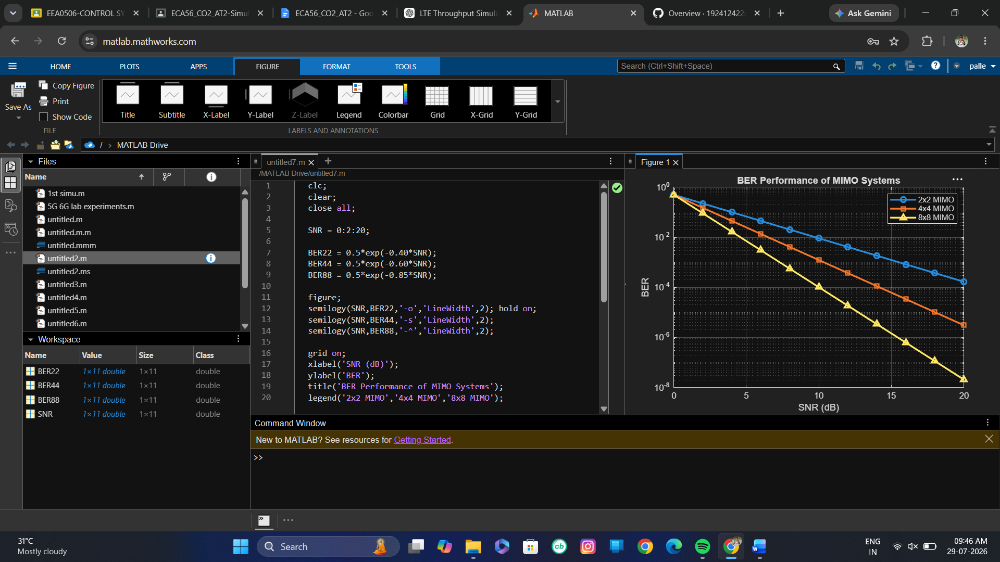 EEA0506-CONTROL SY
ECA56_CO2_AT2-Simul
ECA56_CO2_AT2 - Goo
LTE Throughput Simula
MATLAB
Overview · 192412422
Ask Gemini
matlab.mathworks.com
HOME
PLOTS
APPS
FIGURE
FORMAT
TOOLS
Search (Ctrl+Shift+Space)
palle
Save As
Copy Figure
Print
Show Code
FILE
Title
Subtitle
X-Label
Y-Label
Z-Label
Legend
Colorbar
Grid
X-Grid
Y-Grid
LABELS AND ANNOTATIONS
/ › MATLAB Drive
Files
Name
1st simu.m
5G 6G lab experiments.m
untitled.m
untitled.m.m
untitled.mmm
untitled2.m
untitled2.ms
untitled3.m
untitled4.m
untitled5.m
untitled6.m
Workspace
Name Value Size Class
BER22 1×11 double 1×11 double
BER44 1×11 double 1×11 double
BER88 1×11 double 1×11 double
SNR 1×11 double 1×11 double
untitled7.m
/MATLAB Drive/untitled7.m
1 clc;
2 clear;
3 close all;
4
5 SNR = 0:2:20;
6
7 BER22 = 0.5*exp(-0.40*SNR);
8 BER44 = 0.5*exp(-0.60*SNR);
9 BER88 = 0.5*exp(-0.85*SNR);
10
11 figure;
12 semilogy(SNR,BER22,'-o','LineWidth',2); hold on;
13 semilogy(SNR,BER44,'-s','LineWidth',2);
14 semilogy(SNR,BER88,'-^','LineWidth',2);
15
16 grid on;
17 xlabel('SNR (dB)');
18 ylabel('BER');
19 title('BER Performance of MIMO Systems');
20 legend('2x2 MIMO','4x4 MIMO','8x8 MIMO');
Figure 1
BER Performance of MIMO Systems
2x2 MIMO
4x4 MIMO
8x8 MIMO
10^0
10^-2
10^-4
10^-6
10^-8
BER
0 5 10 15 20
SNR (dB)
Command Window
New to MATLAB? See resources for Getting Started.
>>
31°C
Mostly cloudy
Search
ENG
IN
09:46 AM
29-07-2026